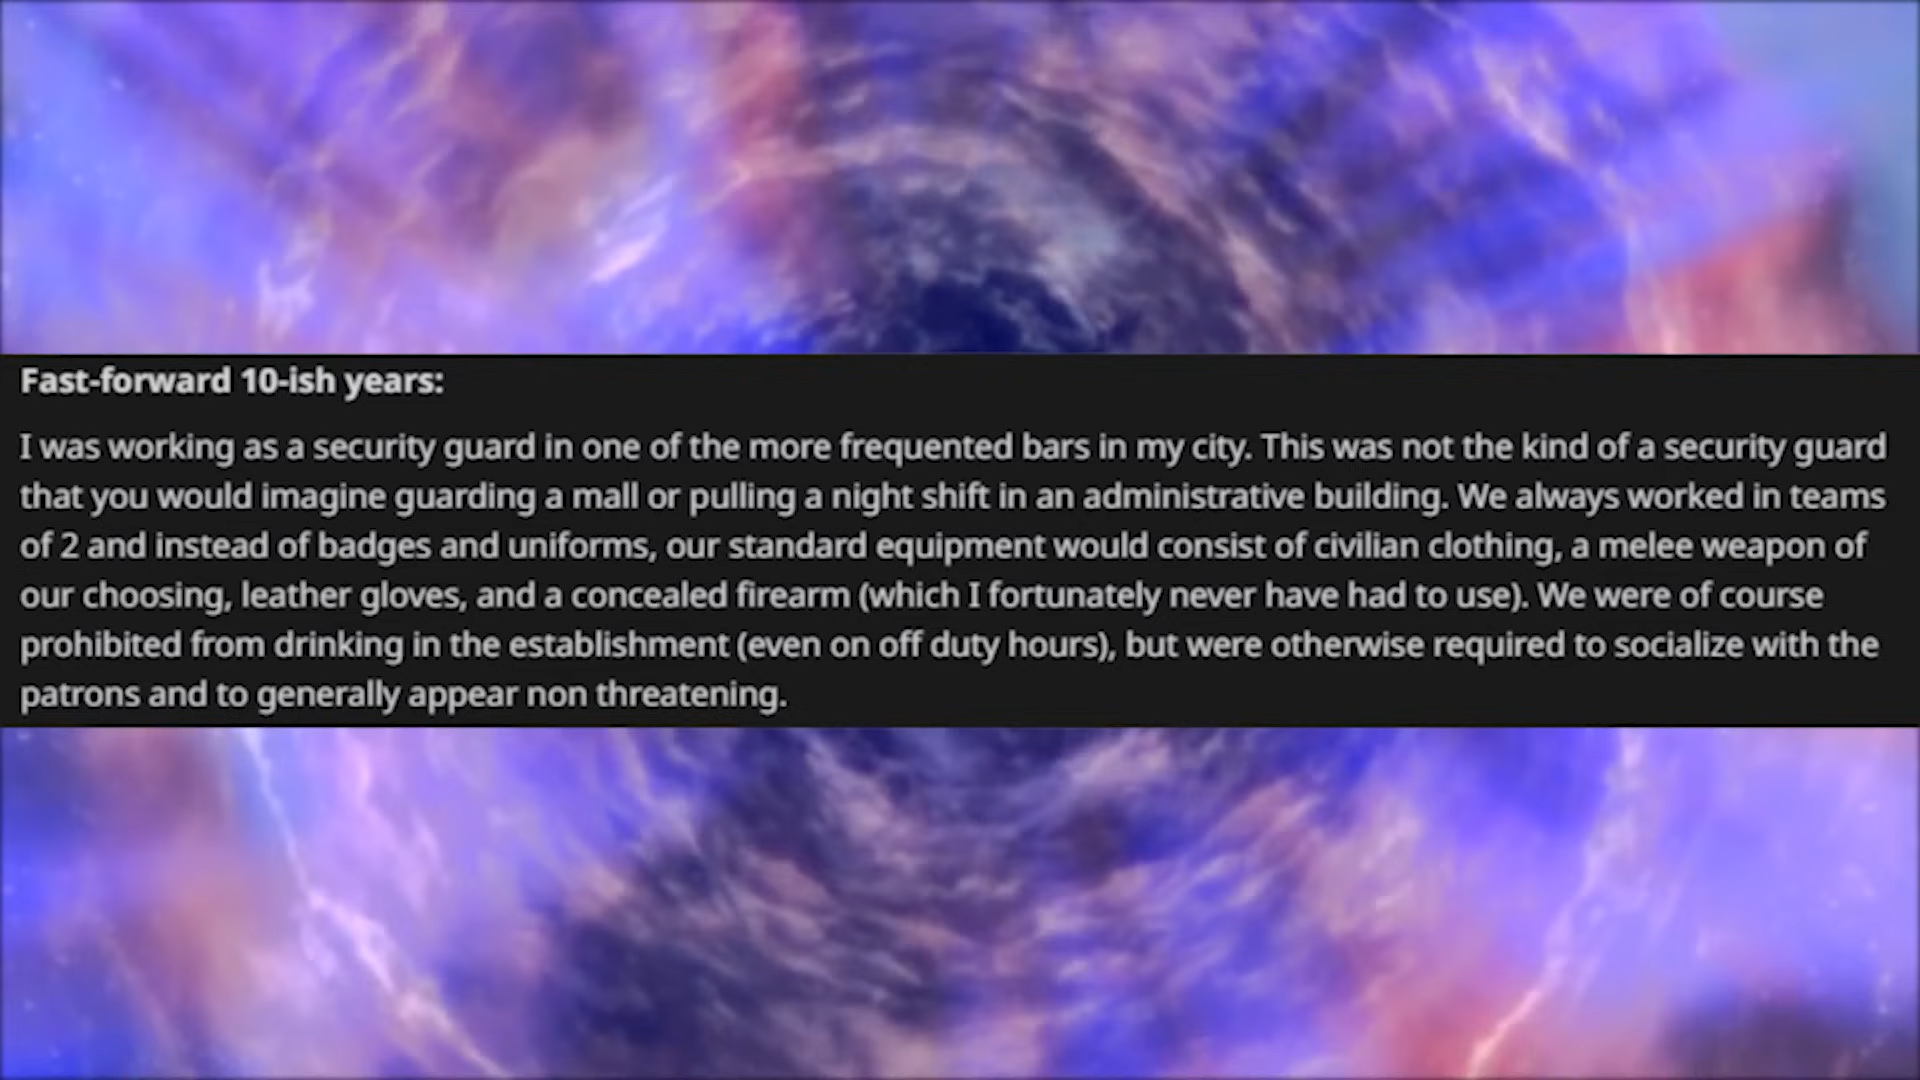 Fast-forward 10-ish years:
I was working as a security guard in one of the more frequented bars in my city. This was not the kind of a security guard
that you would imagine guarding a mall or pulling a night shift in an administrative building. We always worked in teams
of 2 and instead of badges and uniforms, our standard equipment would consist of civilian clothing, a melee weapon of
our choosing, leather gloves, and a concealed firearm (which I fortunately never have had to use). We were of course
prohibited from drinking in the establishment (even on off duty hours), but were otherwise required to socialize with the
patrons and to generally appear non threatening.